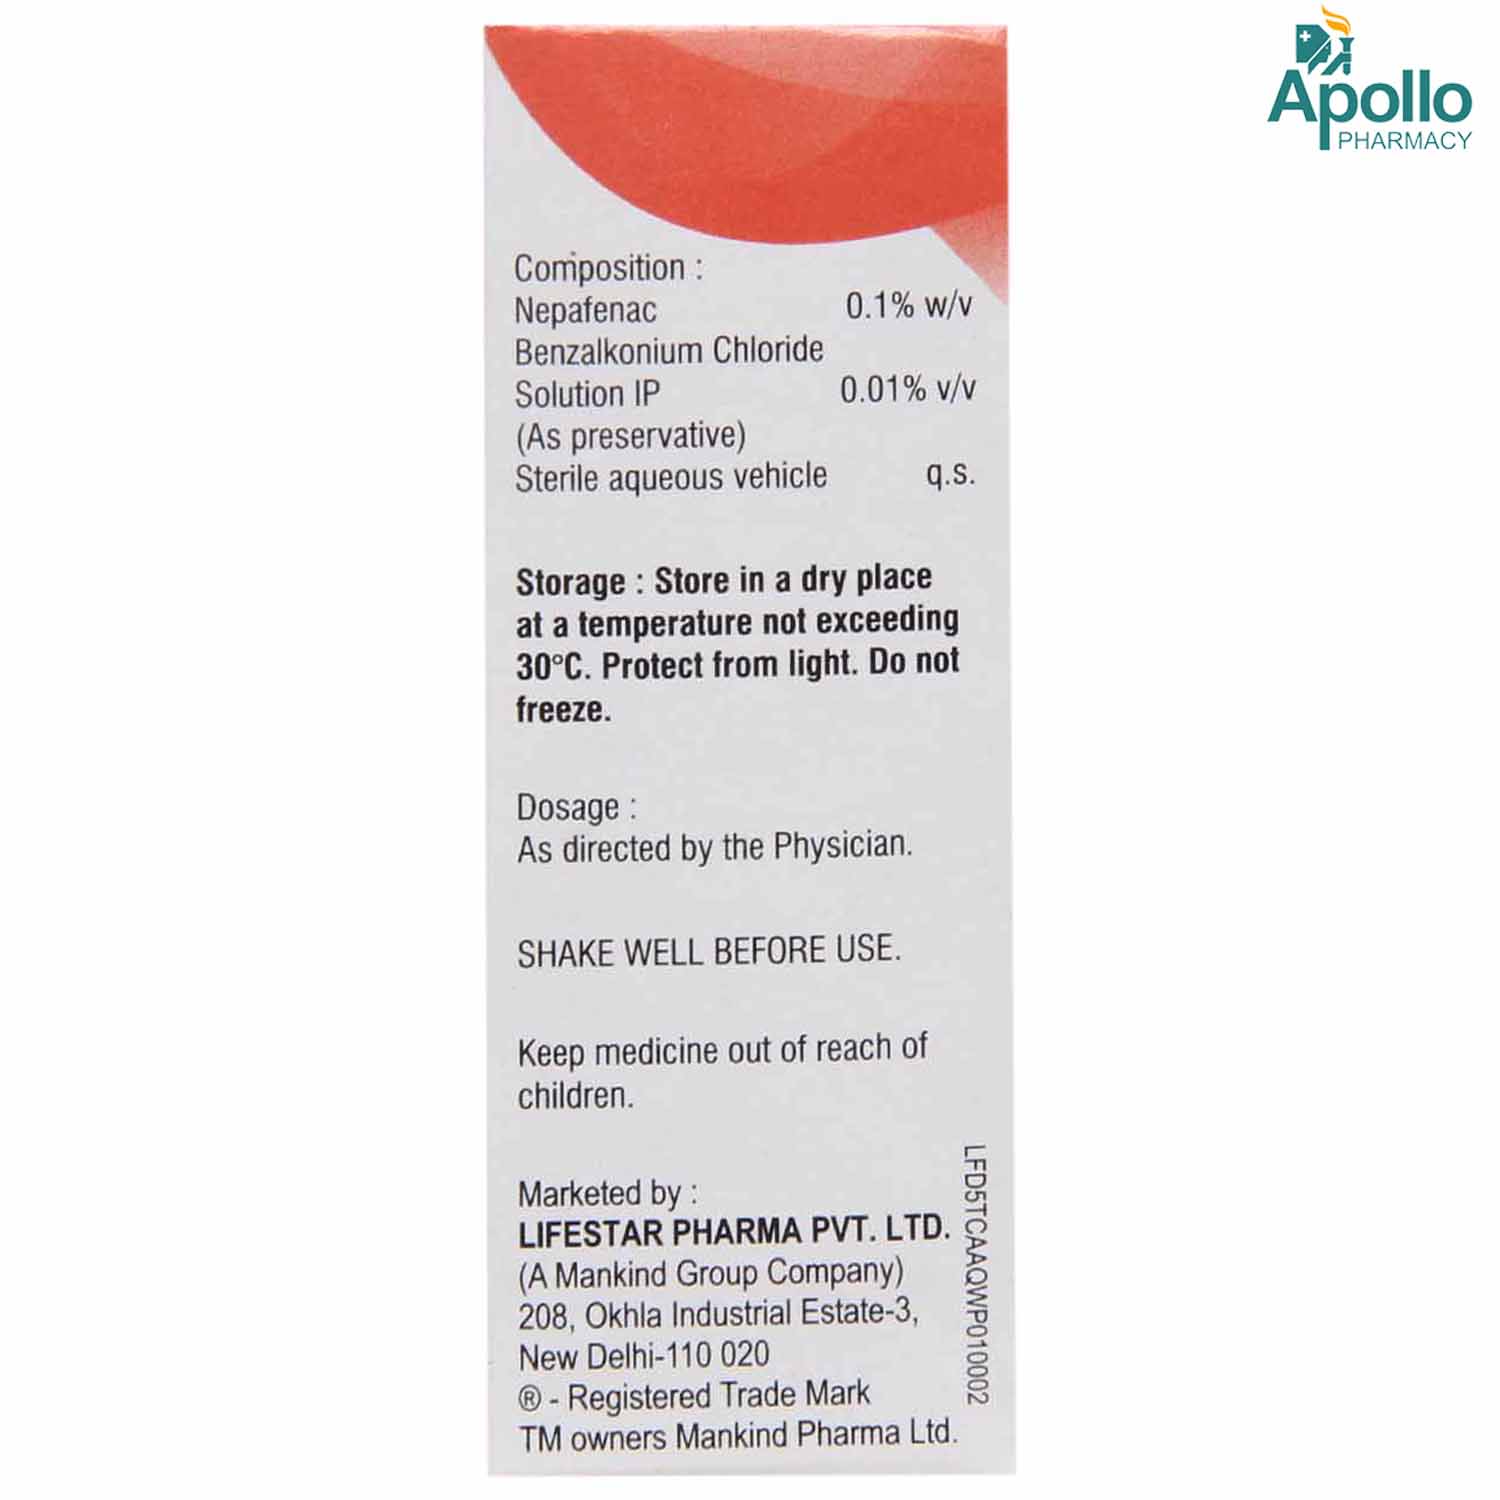 Apollo
PHARMACY
Composition :
Nepafenac 0.1% w/v
Benzalkonium Chloride
Solution IP 0.01% v/v
(As preservative)
Sterile aqueous vehicle q.s.
Storage : Store in a dry place
at a temperature not exceeding
30°C. Protect from light. Do not
freeze.
Dosage :
As directed by the Physician.
SHAKE WELL BEFORE USE.
Keep medicine out of reach of
children.
Marketed by :
LIFESTAR PHARMA PVT. LTD.
(A Mankind Group Company)
208, Okhla Industrial Estate-3,
New Delhi-110 020
® - Registered Trade Mark
TM owners Mankind Pharma Ltd.
LFD5TCAAQWP010002